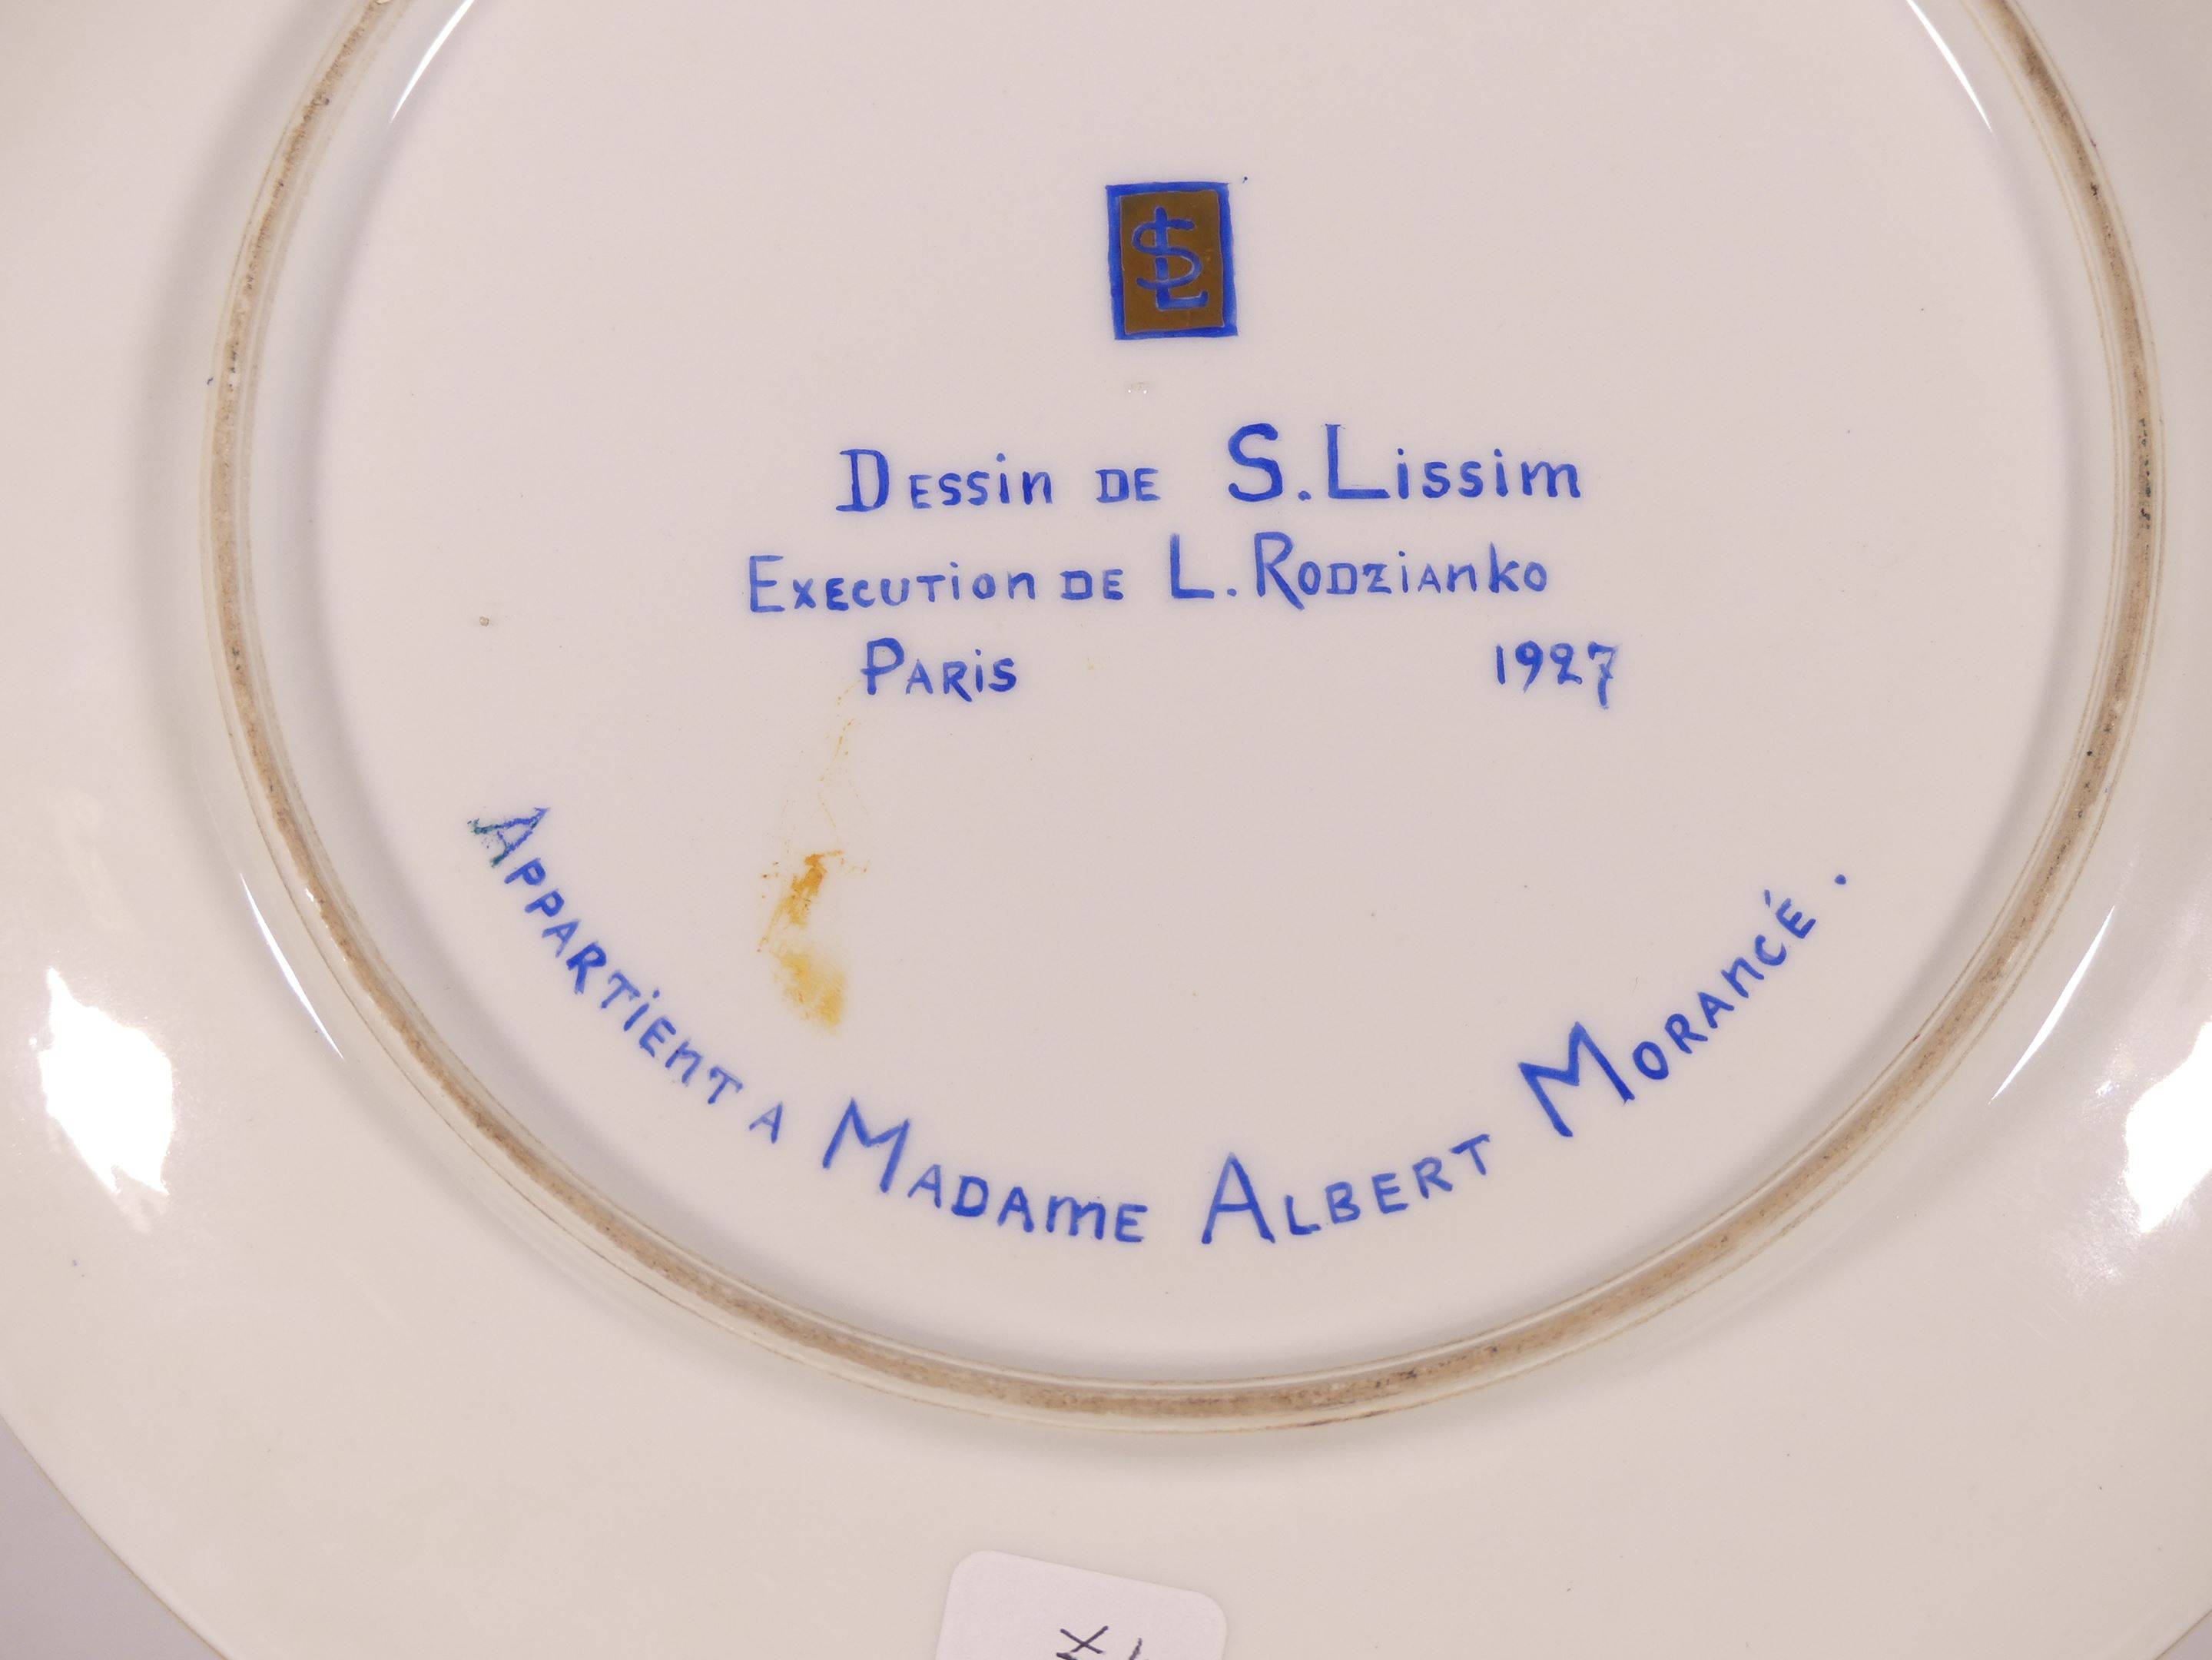 SL
Dessin de S. Lissim
Execution de L. Rodzianko
Paris 1927
Appartient a Madame Albert Morancé.